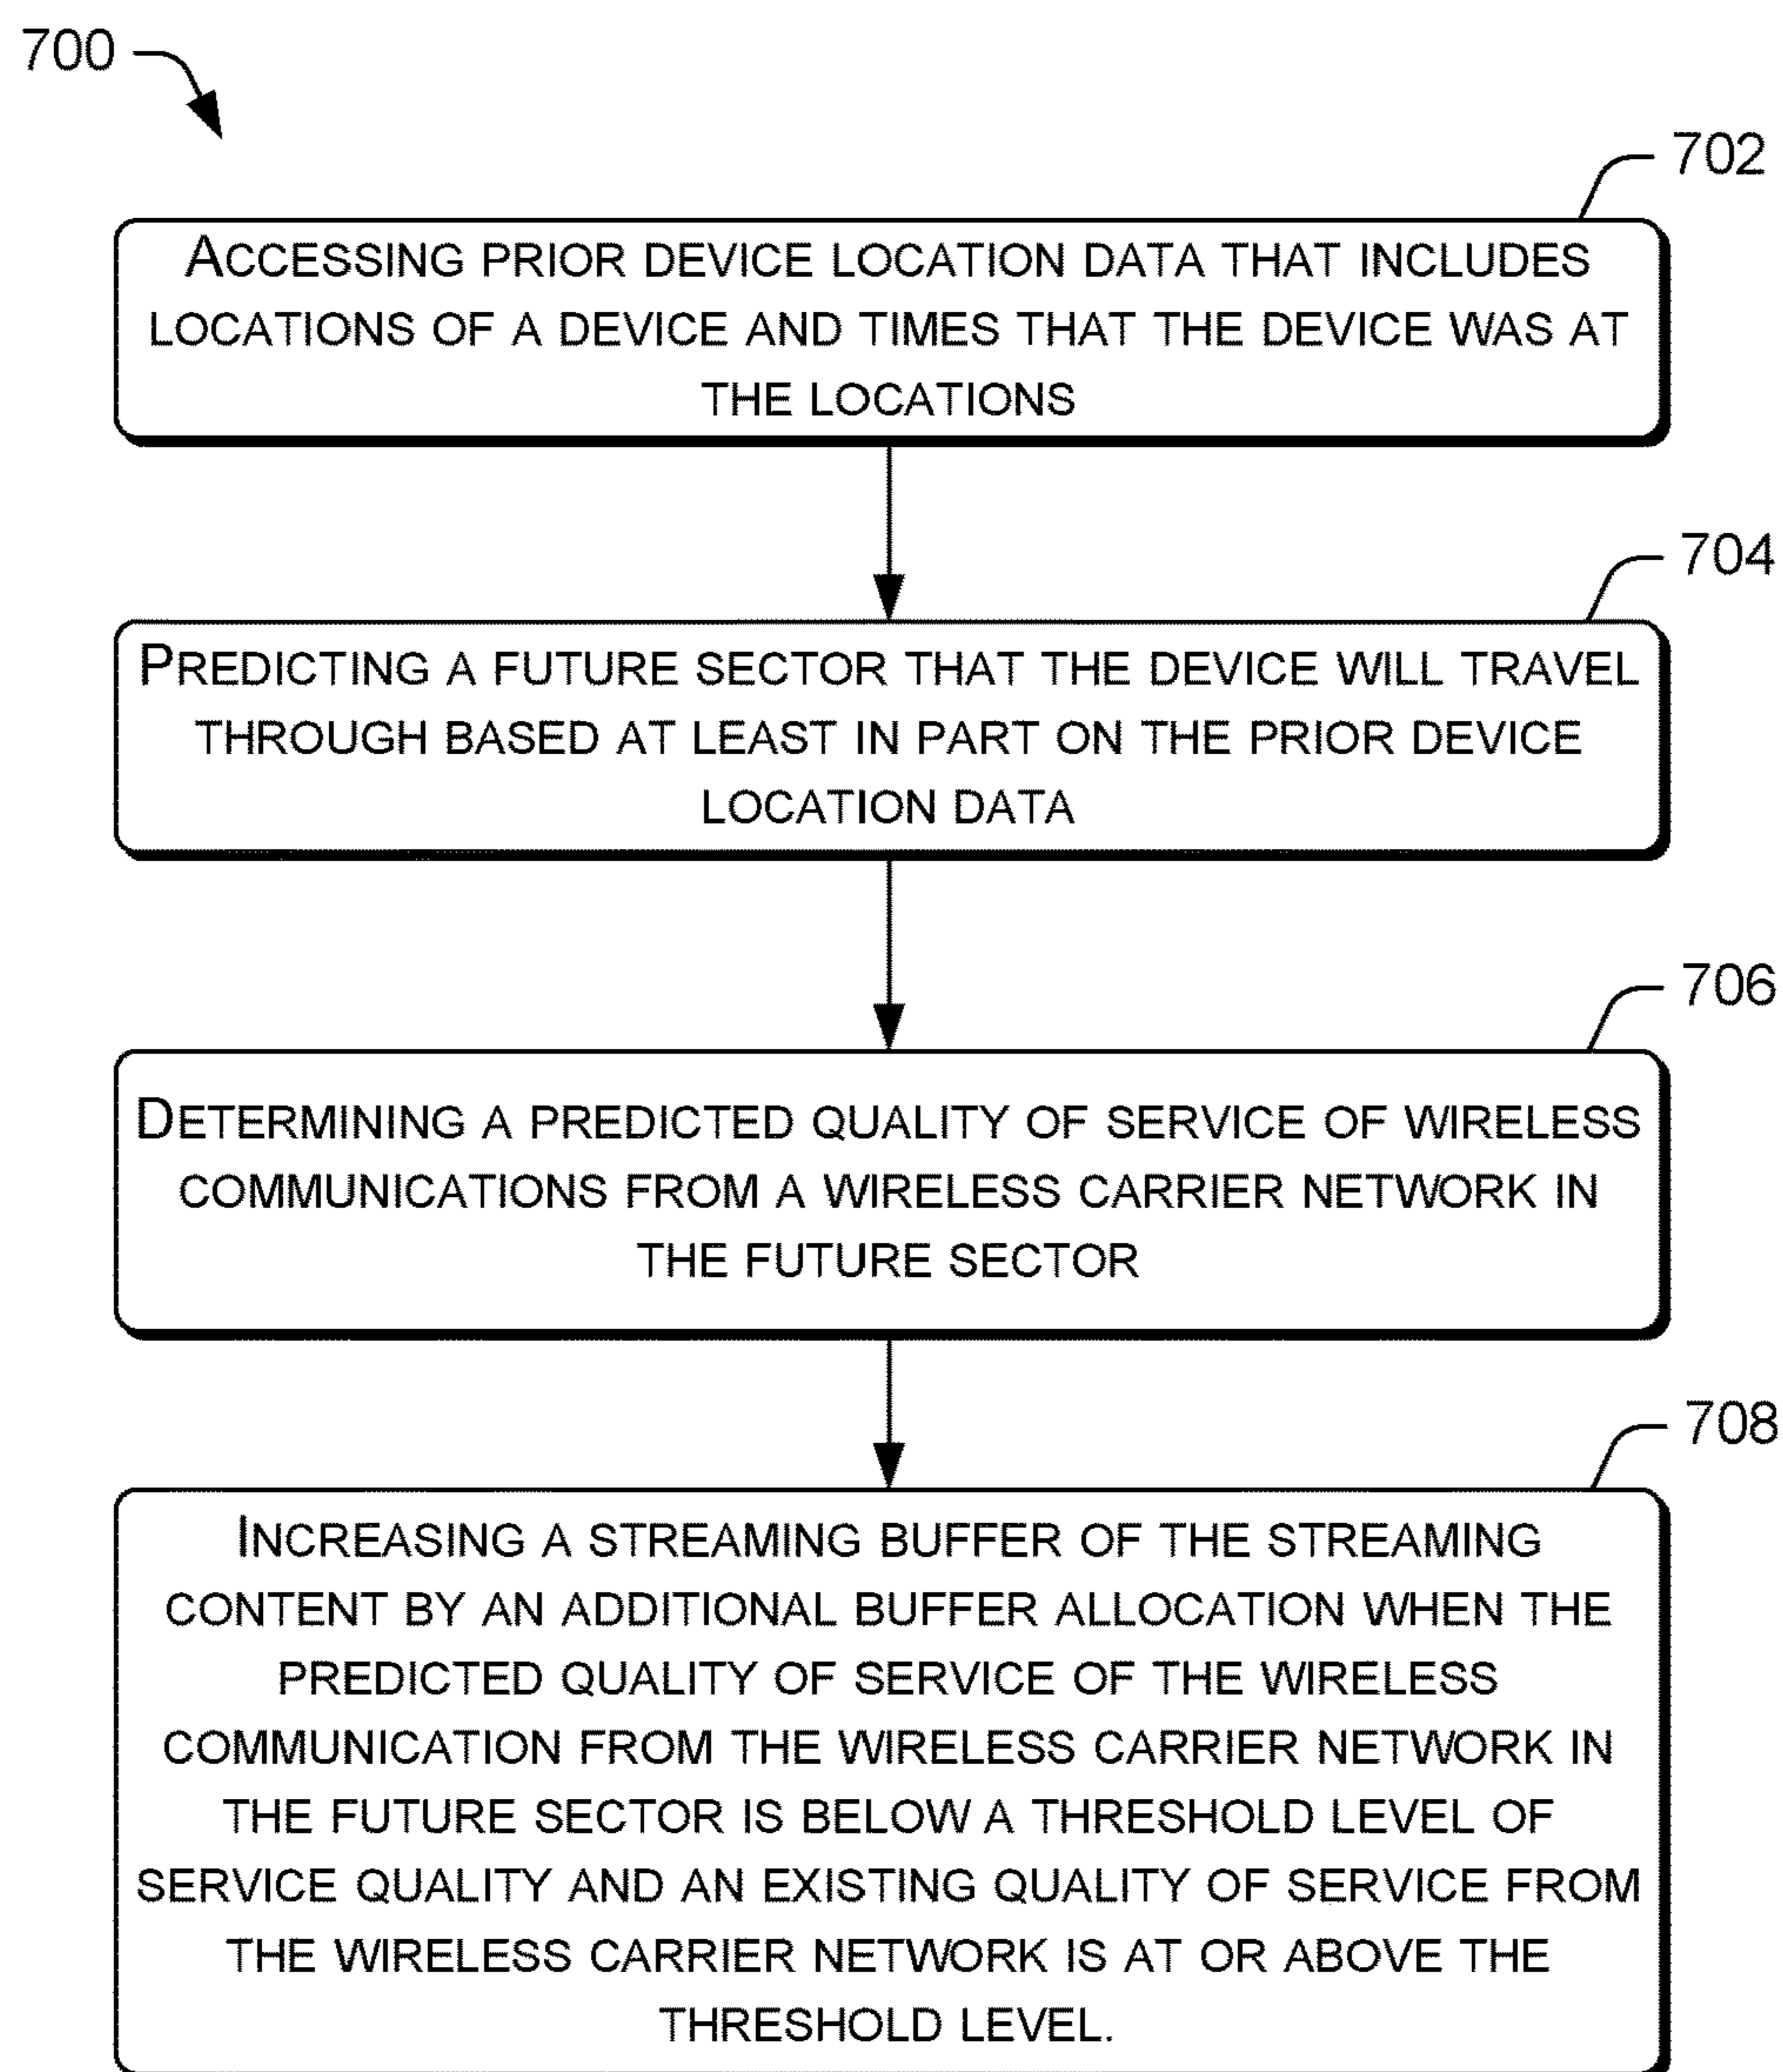 700
702
ACCESSING PRIOR DEVICE LOCATION DATA THAT INCLUDES
LOCATIONS OF A DEVICE AND TIMES THAT THE DEVICE WAS AT
THE LOCATIONS
704
PREDICTING A FUTURE SECTOR THAT THE DEVICE WILL TRAVEL
THROUGH BASED AT LEAST IN PART ON THE PRIOR DEVICE
LOCATION DATA
706
DETERMINING A PREDICTED QUALITY OF SERVICE OF WIRELESS
COMMUNICATIONS FROM A WIRELESS CARRIER NETWORK IN
THE FUTURE SECTOR
708
INCREASING A STREAMING BUFFER OF THE STREAMING
CONTENT BY AN ADDITIONAL BUFFER ALLOCATION WHEN THE
PREDICTED QUALITY OF SERVICE OF THE WIRELESS
COMMUNICATION FROM THE WIRELESS CARRIER NETWORK IN
THE FUTURE SECTOR IS BELOW A THRESHOLD LEVEL OF
SERVICE QUALITY AND AN EXISTING QUALITY OF SERVICE FROM
THE WIRELESS CARRIER NETWORK IS AT OR ABOVE THE
THRESHOLD LEVEL.